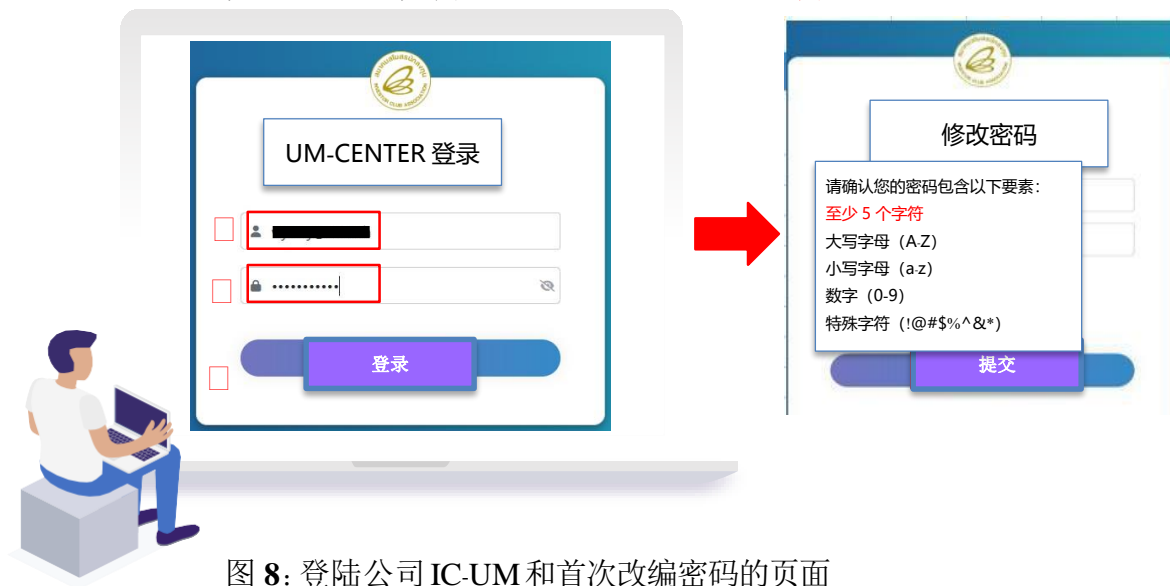 UM-CENTER 登录
登录
修改密码
请确认您的密码包含以下要素：
至少 5 个字符
大写字母（A-Z）
小写字母（a-z）
数字（0-9）
特殊字符（!@#$%^&*）
提交
图 8: 登陆公司 IC-UM 和首次改编密码的页面